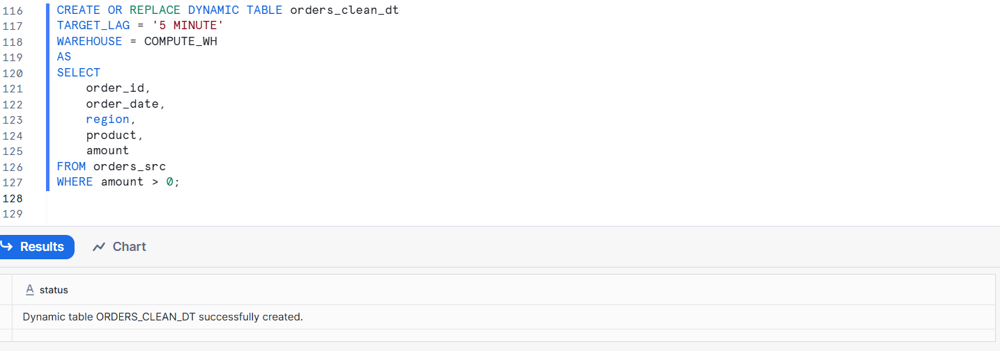 116 CREATE OR REPLACE DYNAMIC TABLE orders_clean_dt
117 TARGET_LAG = '5 MINUTE'
118 WAREHOUSE = COMPUTE_WH
119 AS
120 SELECT
121     order_id,
122     order_date,
123     region,
124     product,
125     amount
126 FROM orders_src
127 WHERE amount > 0;
128
129
Results Chart
A status
Dynamic table ORDERS_CLEAN_DT successfully created.